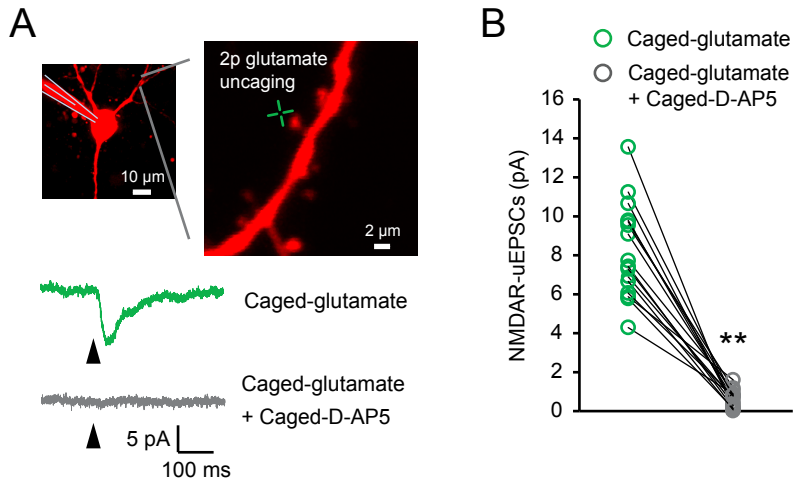 A
2p glutamate
uncaging
10 μm
2 μm
Caged-glutamate
Caged-glutamate
+ Caged-D-AP5
5 pA
100 ms
B
Caged-glutamate
Caged-glutamate
+ Caged-D-AP5
NMDAR-uEPSCs (pA)
16
14
12
10
8
6
4
2
0
**